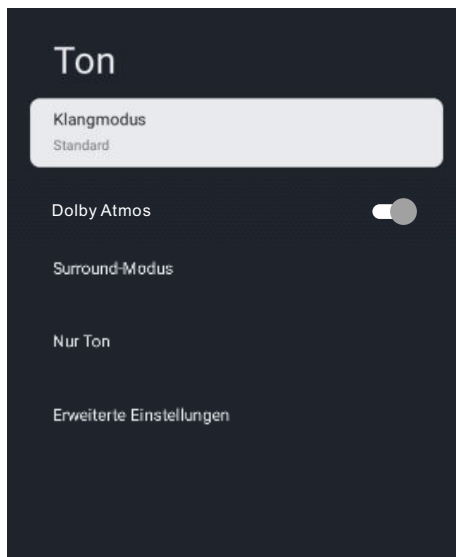 Ton
Klangmodus
Standard
Dolby Atmos
Surround-Modus
Nur Ton
Erweiterte Einstellungen